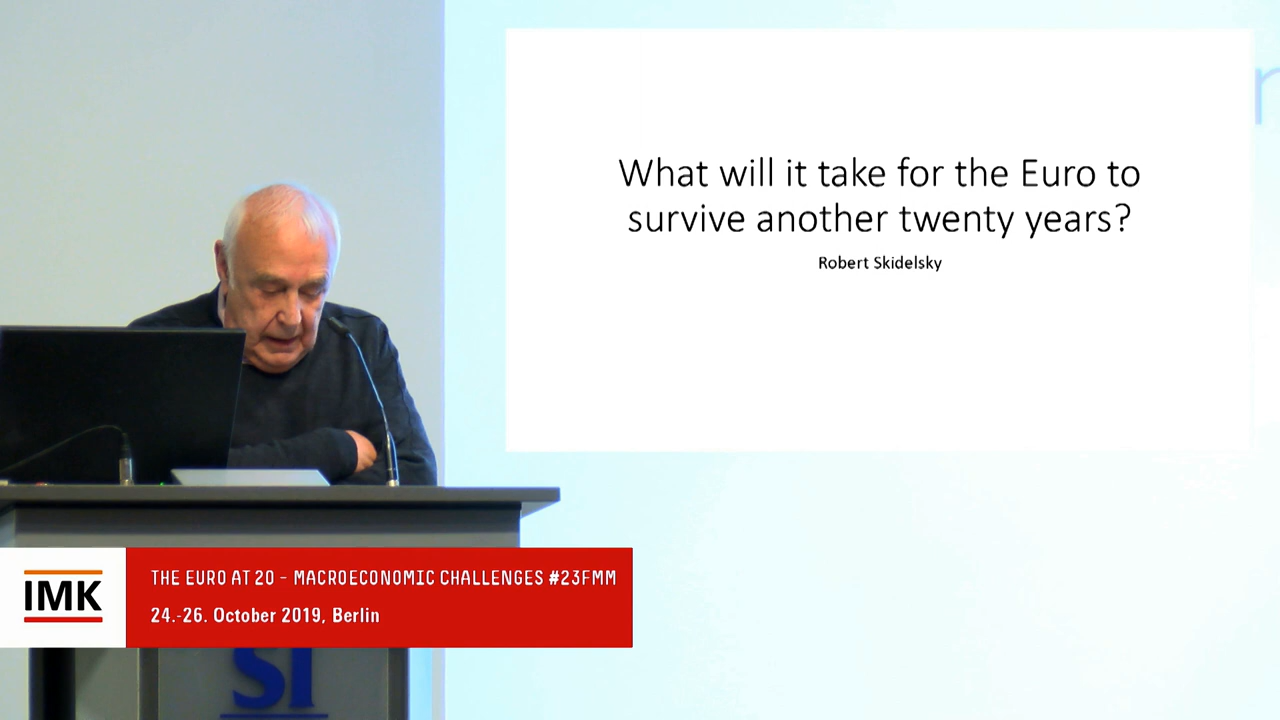 What will it take for the Euro to
survive another twenty years?
Robert Skidelsky
IMK
THE EURO AT 20 - MACROECONOMIC CHALLENGES #23FMM
24.-26. October 2019, Berlin
SI